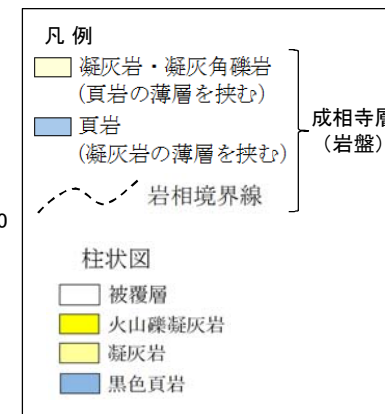 凡 例
凝灰岩・凝灰角礫岩
(頁岩の薄層を挟む)
頁岩
(凝灰岩の薄層を挟む)
成相寺層
(岩盤)
岩相境界線
0
柱状図
被覆層
火山礫凝灰岩
凝灰岩
黒色頁岩